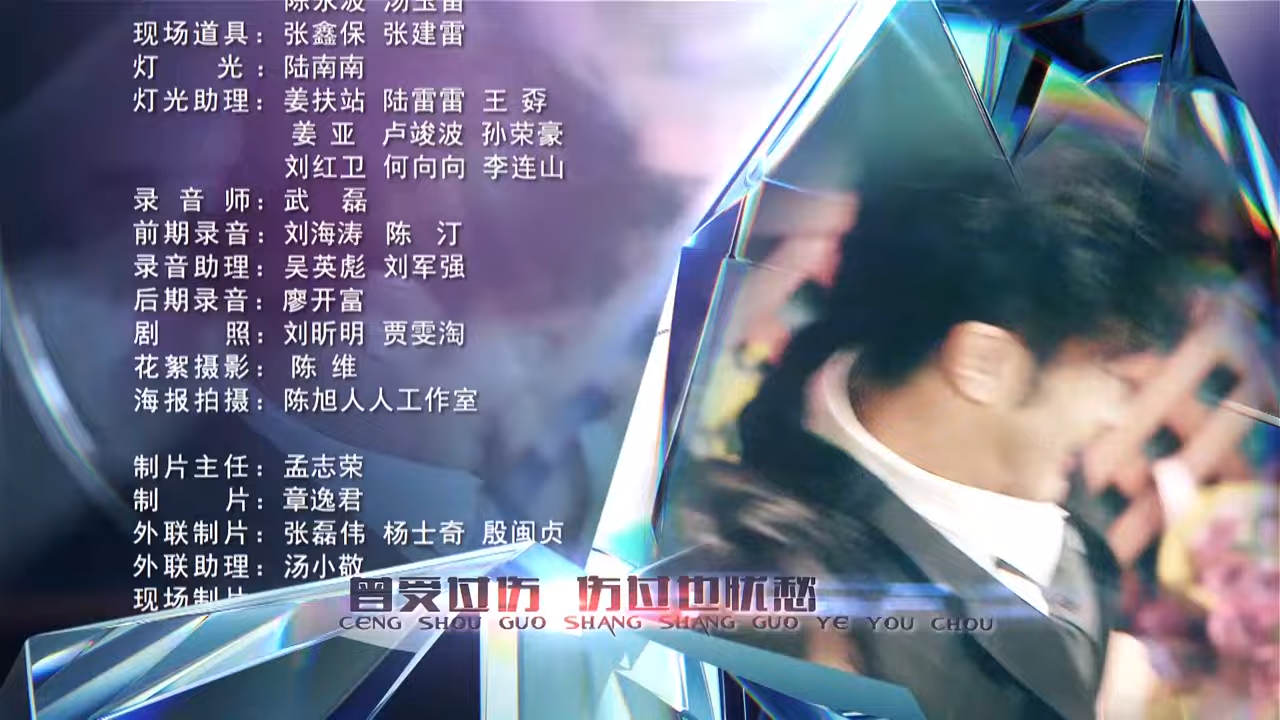 现场道具：张鑫保 张建雷
灯 光：陆南南
灯光助理：姜扶站 陆雷雷 王 孬
姜 亚 卢竣波 孙荣豪
刘红卫 何向向 李连山
录 音 师：武 磊
前期录音：刘海涛 陈 汀
录音助理：吴英彪 刘军强
后期录音：廖开富
剧 照：刘昕明 贾雯淘
花絮摄影：陈 维
海报拍摄：陈旭人人工作室
制片主任：孟志荣
制 片：章逸君
外联制片：张磊伟 杨士奇 殷闽贞
外联助理：汤小敬
现场制片
曾受过伤 伤过也忧愁
CENG SHOU GUO SHANG SHANG GUO YE YOU CHOU